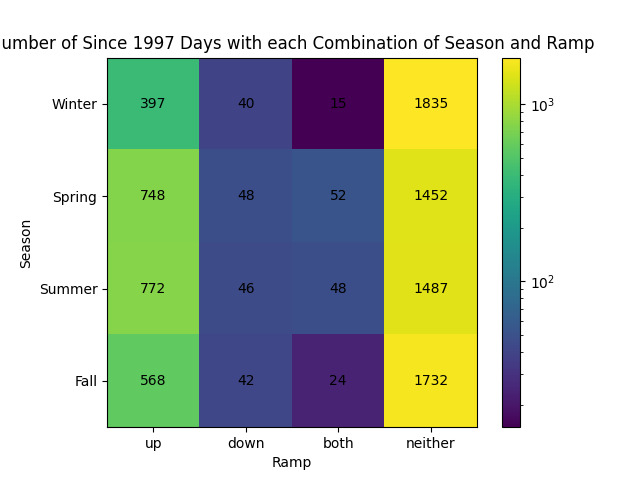 umber of Since 1997 Days with each Combination of Season and Ramp
Winter 397 40 15 1835
Spring 748 48 52 1452
Summer 772 46 48 1487
Fall 568 42 24 1732
up down both neither
Ramp
Season
10³
10²